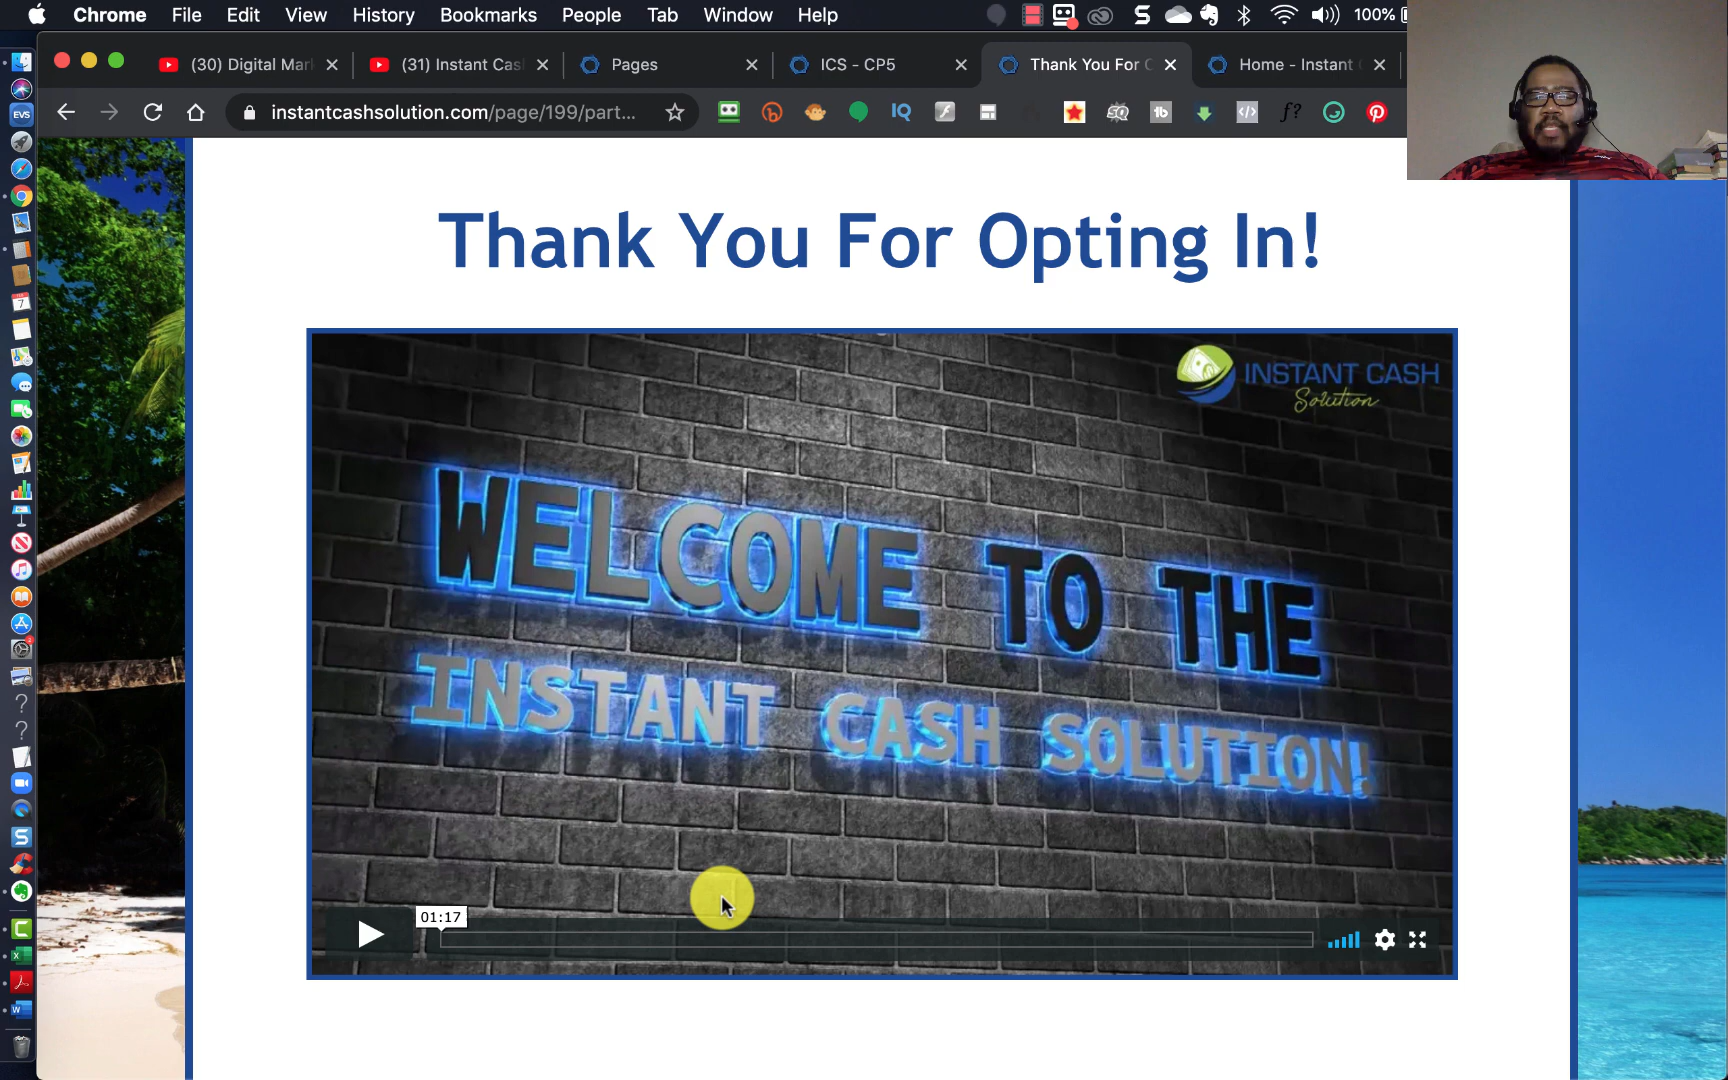 Chrome File Edit View History Bookmarks People Tab Window Help
100%
(30) Digital Mar
(31) Instant Cas
Pages
ICS - CP5
Thank You For
Home - Instant
instantcashsolution.com/page/199/part...
Thank You For Opting In!
INSTANT CASH
Solution
WELCOME TO THE
INSTANT CASH SOLUTION!
01:17